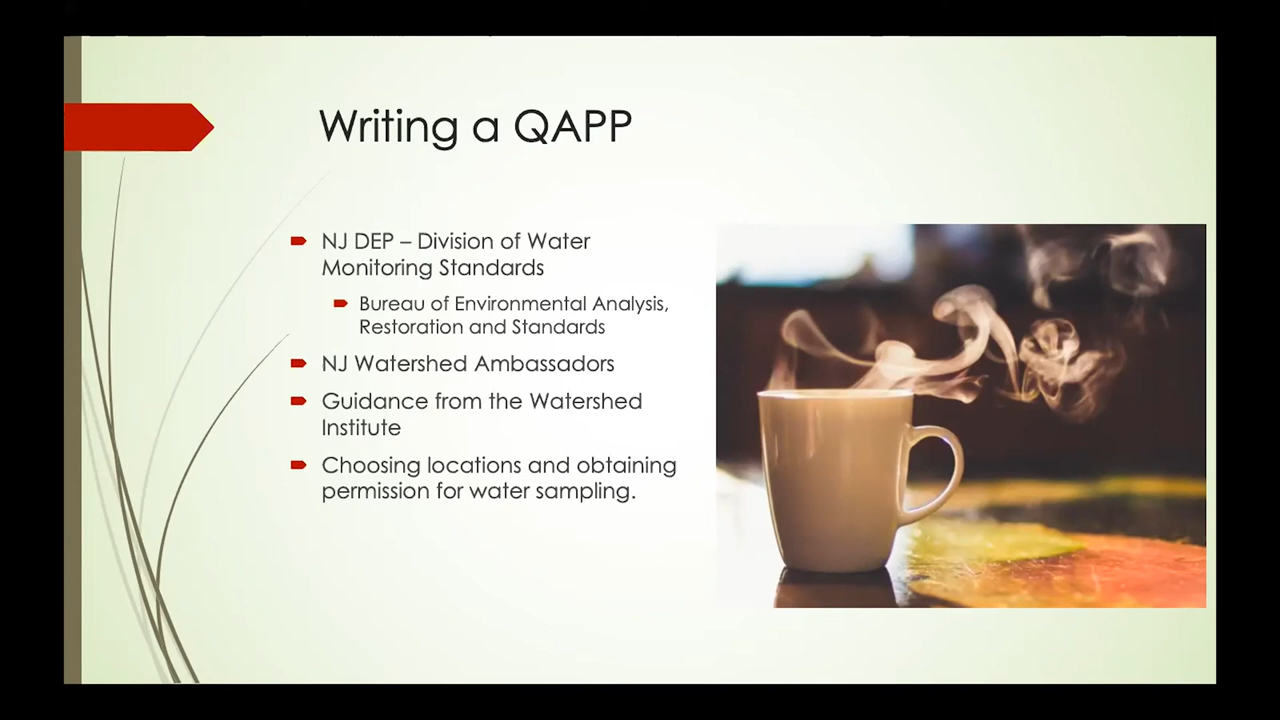 Writing a QAPP
NJ DEP – Division of Water
Monitoring Standards
Bureau of Environmental Analysis,
Restoration and Standards
NJ Watershed Ambassadors
Guidance from the Watershed
Institute
Choosing locations and obtaining
permission for water sampling.